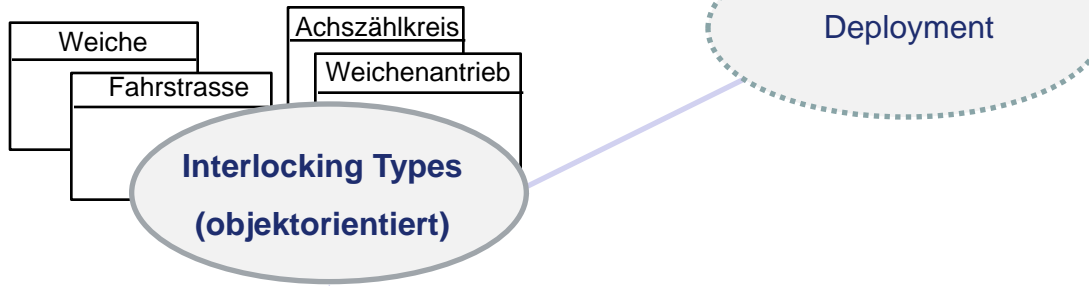 Weiche
Fahrstrasse
Achszählkreis
Weichenantrieb
Interlocking Types
(objektorientiert)
Deployment